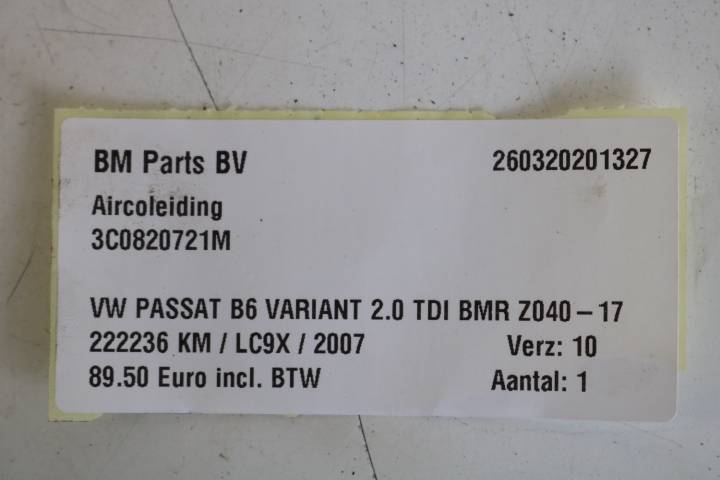 BM Parts BV 260320201327
Aircoleiding
3C0820721M
VW PASSAT B6 VARIANT 2.0 TDI BMR Z040-17
222236 KM / LC9X / 2007 Verz: 10
89.50 Euro incl. BTW Aantal: 1